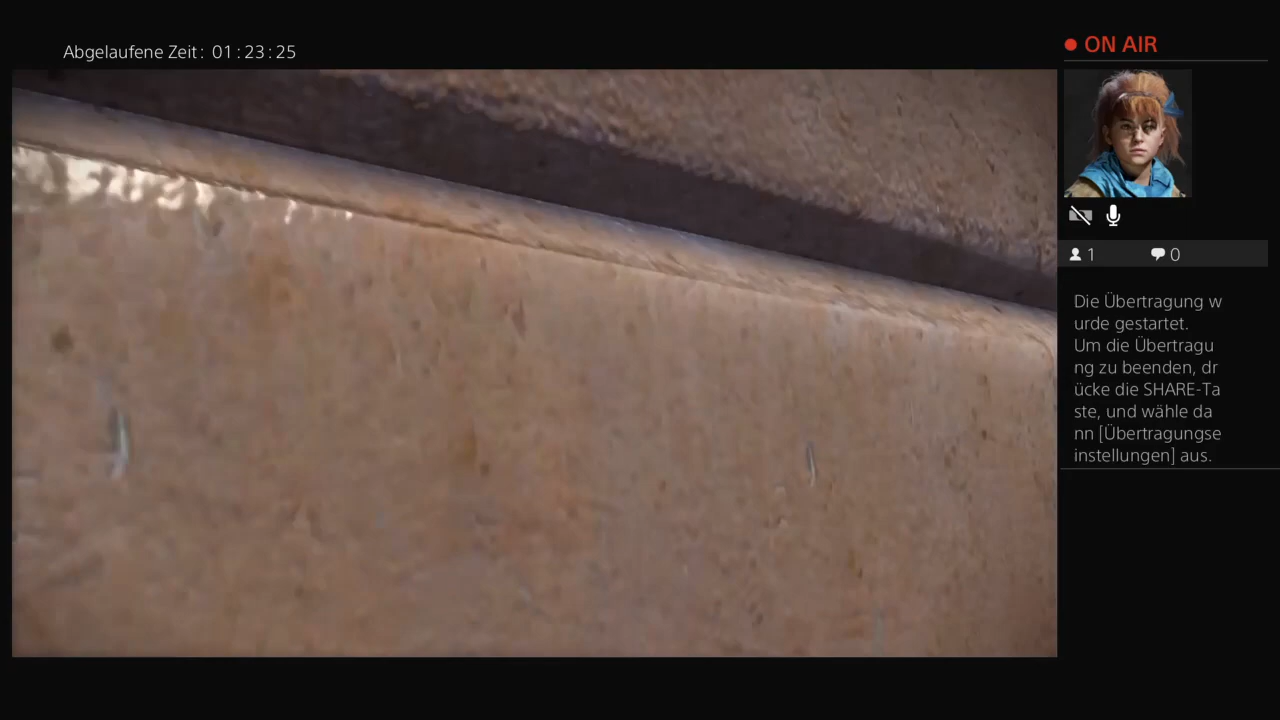 Abgelaufene Zeit: 01:23:25
ON AIR
1
0
Die Übertragung w
urde gestartet.
Um die Übertragu
ng zu beenden, dr
ücke die SHARE-Ta
ste, und wähle da
nn [Übertragungse
instellungen] aus.